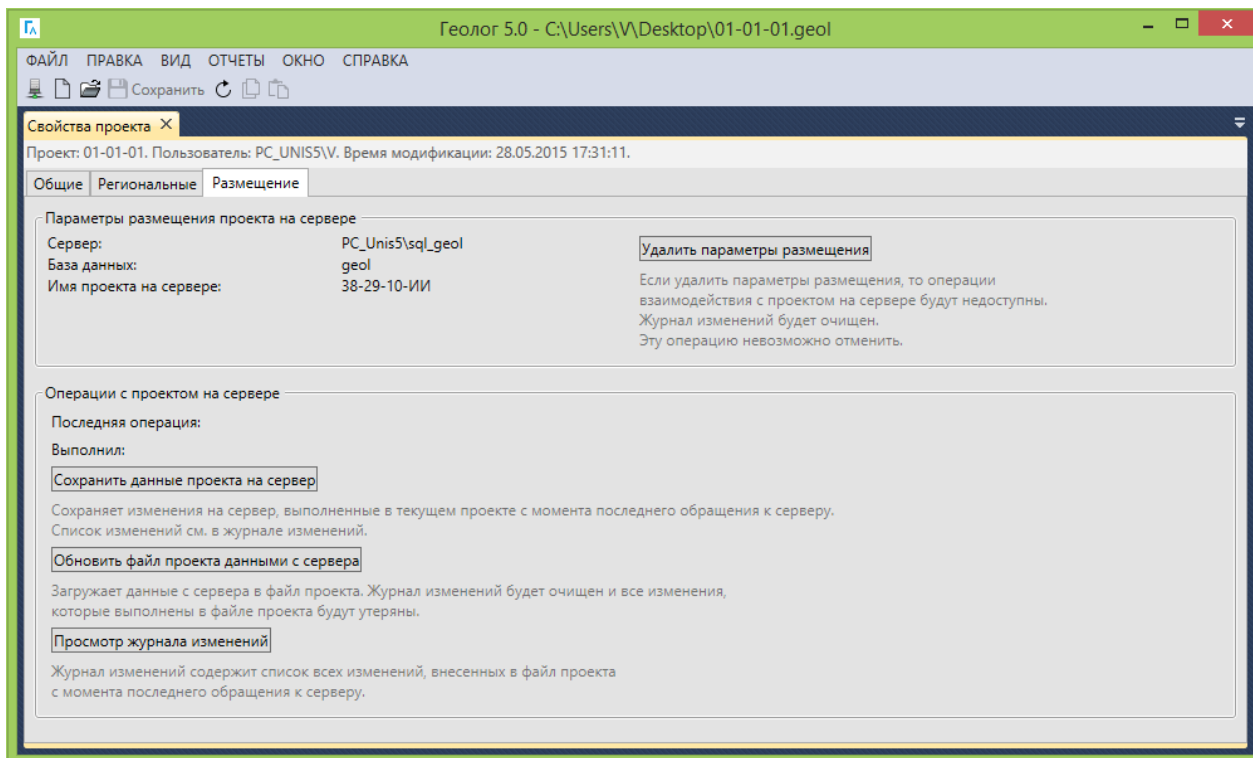 Гл
Геолог 5.0 - C:\Users\V\Desktop\01-01-01.geol
ФАЙЛ ПРАВКА ВИД ОТЧЕТЫ ОКНО СПРАВКА
Сохранить
Свойства проекта
Проект: 01-01-01. Пользователь: PC_UNIS5\V. Время модификации: 28.05.2015 17:31:11.
Общие Региональные Размещение
Параметры размещения проекта на сервере
Сервер: PC_Unis5\sql_geol
База данных: geol
Имя проекта на сервере: 38-29-10-ИИ
Удалить параметры размещения
Если удалить параметры размещения, то операции
взаимодействия с проектом на сервере будут недоступны.
Журнал изменений будет очищен.
Эту операцию невозможно отменить.
Операции с проектом на сервере
Последняя операция:
Выполнил:
Сохранить данные проекта на сервер
Сохраняет изменения на сервер, выполненные в текущем проекте с момента последнего обращения к серверу.
Список изменений см. в журнале изменений.
Обновить файл проекта данными с сервера
Загружает данные с сервера в файл проекта. Журнал изменений будет очищен и все изменения,
которые выполнены в файле проекта будут утеряны.
Просмотр журнала изменений
Журнал изменений содержит список всех изменений, внесенных в файл проекта
с момента последнего обращения к серверу.